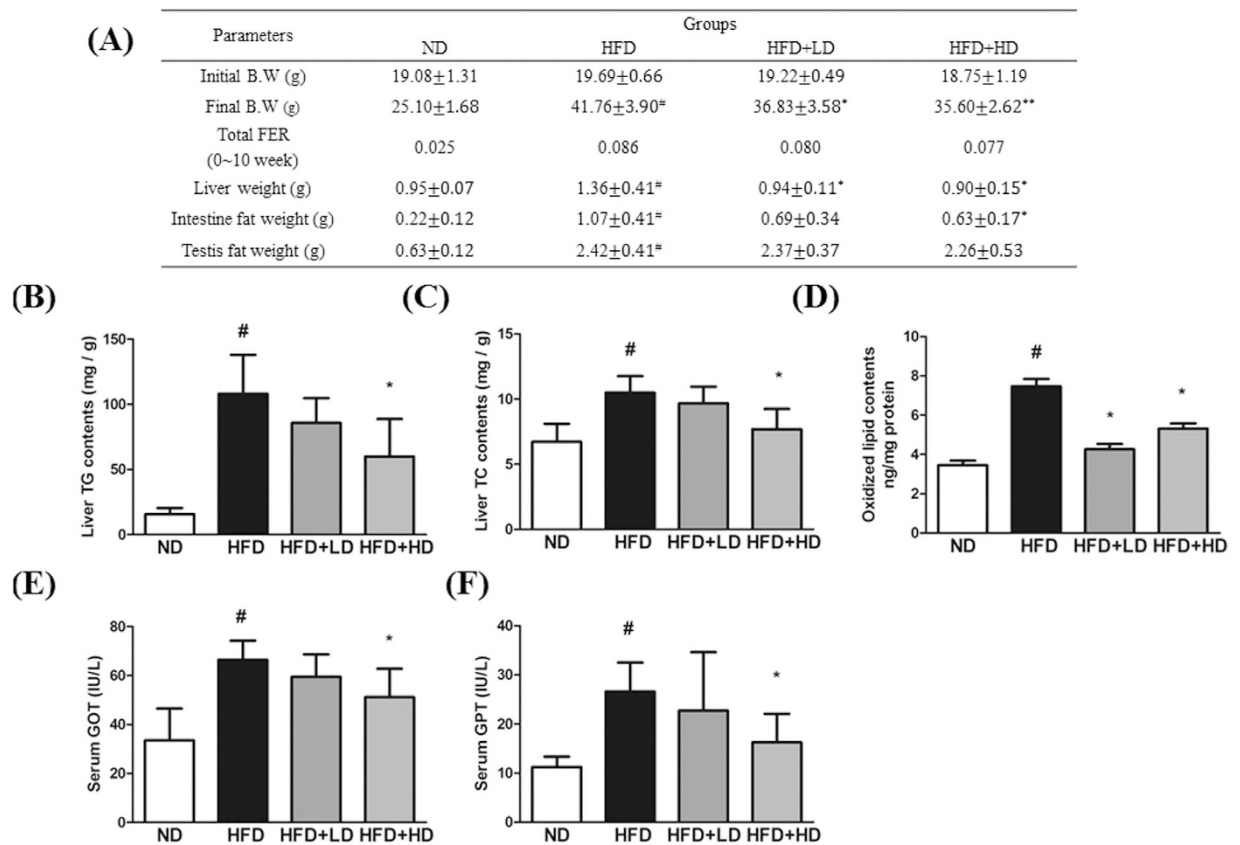 (A)
Parameters Groups
ND HFD HFD+LD HFD+HD
Initial B.W (g) 19.08±1.31 19.69±0.66 19.22±0.49 18.75±1.19
Final B.W (g) 25.10±1.68 41.76±3.90# 36.83±3.58* 35.60±2.62**
Total FER
(0~10 week) 0.025 0.086 0.080 0.077
Liver weight (g) 0.95±0.07 1.36±0.41# 0.94±0.11* 0.90±0.15*
Intestine fat weight (g) 0.22±0.12 1.07±0.41# 0.69±0.34 0.63±0.17*
Testis fat weight (g) 0.63±0.12 2.42±0.41# 2.37±0.37 2.26±0.53
(B)
Liver TG contents (mg / g)
150
100
50
0
#
*
ND HFD HFD+LD HFD+HD
(C)
Liver TC contents (mg / g)
15
10
5
0
#
*
ND HFD HFD+LD HFD+HD
(D)
Oxidized lipid contents
ng/mg protein
10
8
6
4
2
0
#
*
*
ND HFD HFD+LD HFD+HD
(E)
Serum GOT (IU/L)
80
60
40
20
0
#
*
ND HFD HFD+LD HFD+HD
(F)
Serum GPT (IU/L)
40
30
20
10
0
#
*
ND HFD HFD+LD HFD+HD